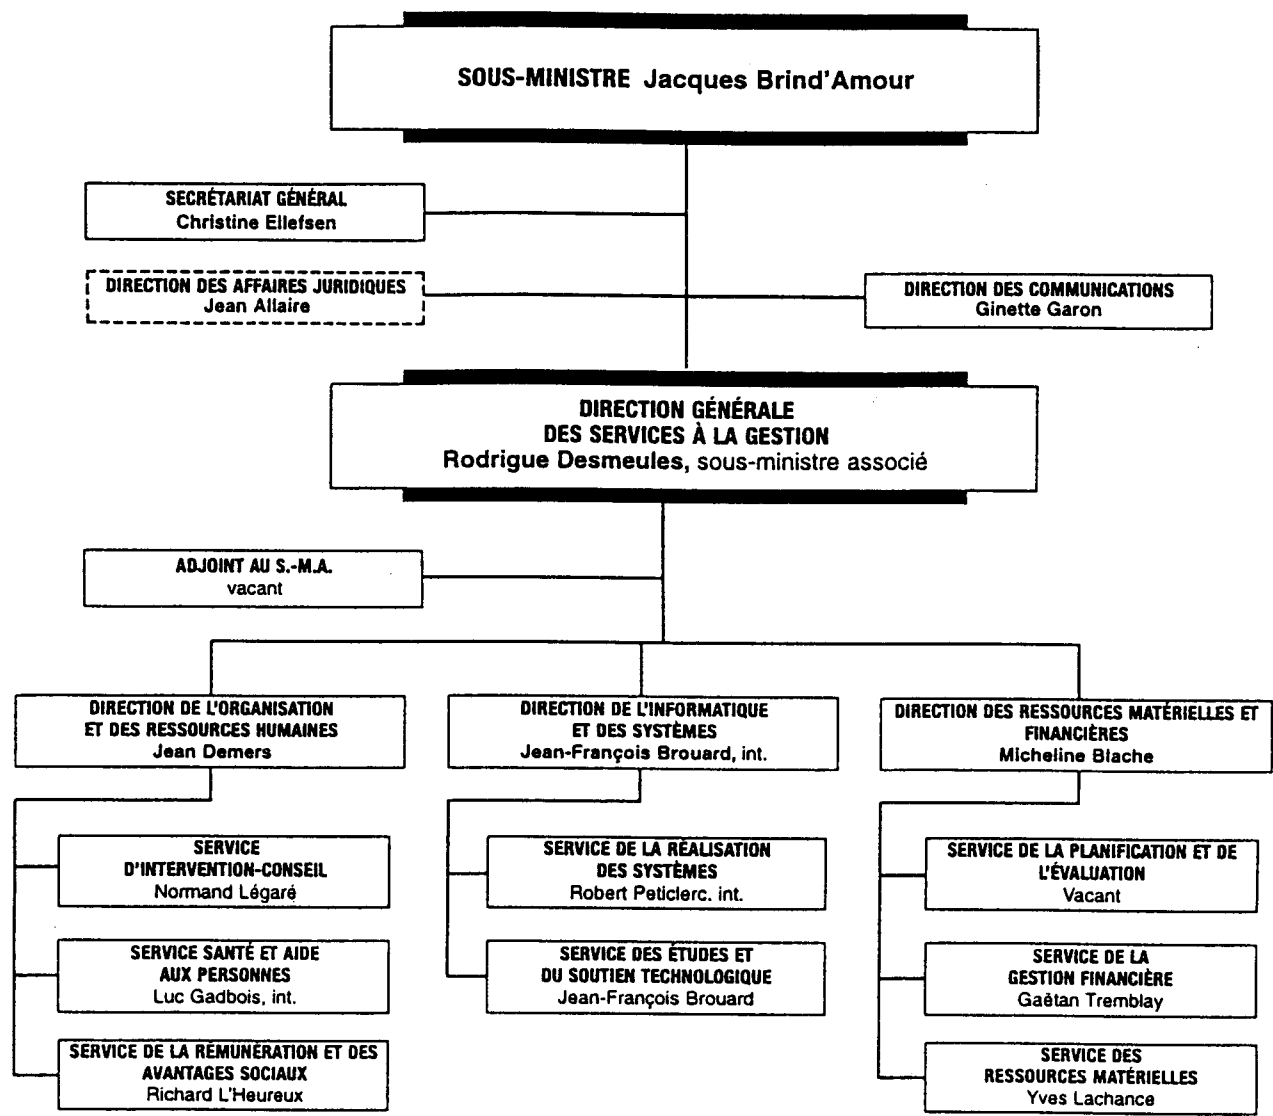 SOUS-MINISTRE Jacques Brind'Amour
SECRÉTARIAT GÉNÉRAL
Christine Ellefsen
DIRECTION DES AFFAIRES JURIDIQUES
Jean Allaire
DIRECTION DES COMMUNICATIONS
Ginette Garon
DIRECTION GÉNÉRALE
DES SERVICES À LA GESTION
Rodrigue Desmeules, sous-ministre associé
ADJOINT AU S.-M.A.
vacant
DIRECTION DE L'ORGANISATION
ET DES RESSOURCES HUMAINES
Jean Demers
DIRECTION DE L'INFORMATIQUE
ET DES SYSTÈMES
Jean-François Brouard, int.
DIRECTION DES RESSOURCES MATÉRIELLES ET
FINANCIÈRES
Micheline Blache
SERVICE
D'INTERVENTION-CONSEIL
Normand Légaré
SERVICE SANTÉ ET AIDE
AUX PERSONNES
Luc Gadbois, int.
SERVICE DE LA RÉMUNÉRATION ET DES
AVANTAGES SOCIAUX
Richard L'Heureux
SERVICE DE LA RÉALISATION
DES SYSTÈMES
Robert Peticlerc. int.
SERVICE DES ÉTUDES ET
DU SOUTIEN TECHNOLOGIQUE
Jean-François Brouard
SERVICE DE LA PLANIFICATION ET DE
L'ÉVALUATION
Vacant
SERVICE DE LA
GESTION FINANCIÈRE
Gaétan Tremblay
SERVICE DES
RESSOURCES MATÉRIELLES
Yves Lachance